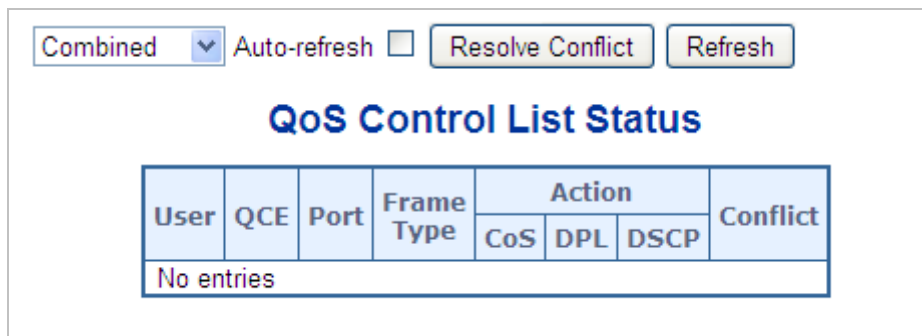 Combined Auto-refresh Resolve Conflict Refresh
QoS Control List Status
User QCE Port Frame Type Action Conflict
CoS DPL DSCP
No entries